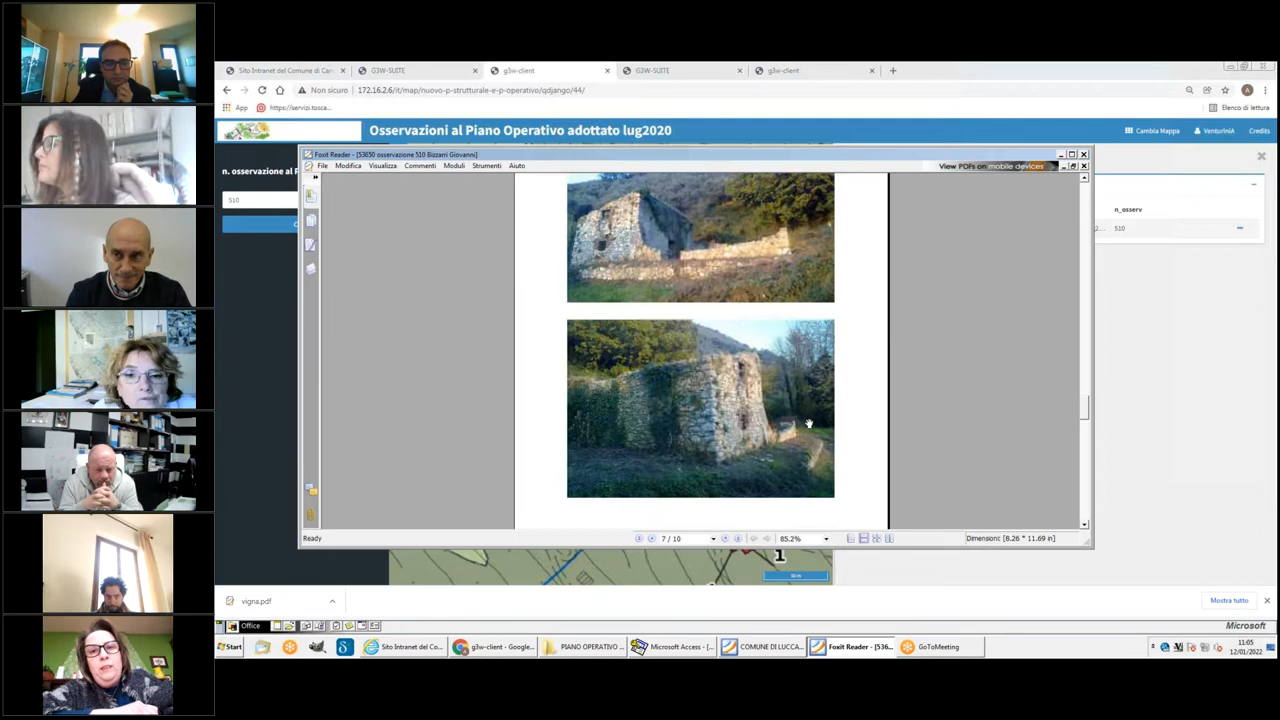 Sito Intranet del Comune di Car
G3W-SUITE
g3w-client
G3W-SUITE
g3w-client
Non sicuro
172.16.2.6/it/map/nuovo-p-strutturale-e-p-operativo/qdjango/44/
App
https://servizi.tosca...
Elenco di lettura
Osservazioni al Piano Operativo adottato lug2020
Cambia Mappa
VenturiniA
Credits
Foxit Reader - [53650 osservazione 510 Bizzarri Giovanni]
File Modifica Visualizza Commenti Moduli Strumenti Aiuto
View PDFs on mobile devices
n. osservazione al
510
n_osserv
510
Ready
7 / 10
85.2%
Dimensioni: [8.26 * 11.69 in]
1
vigna.pdf
Mostra tutto
Office
Microsoft
Start
Sito Intranet del Co...
g3w-client - Google...
PIANO OPERATIVO ...
Microsoft Access - [...
COMUNE DI LUCCA...
Foxit Reader - [536...
GoToMeeting
11:05
12/01/2022